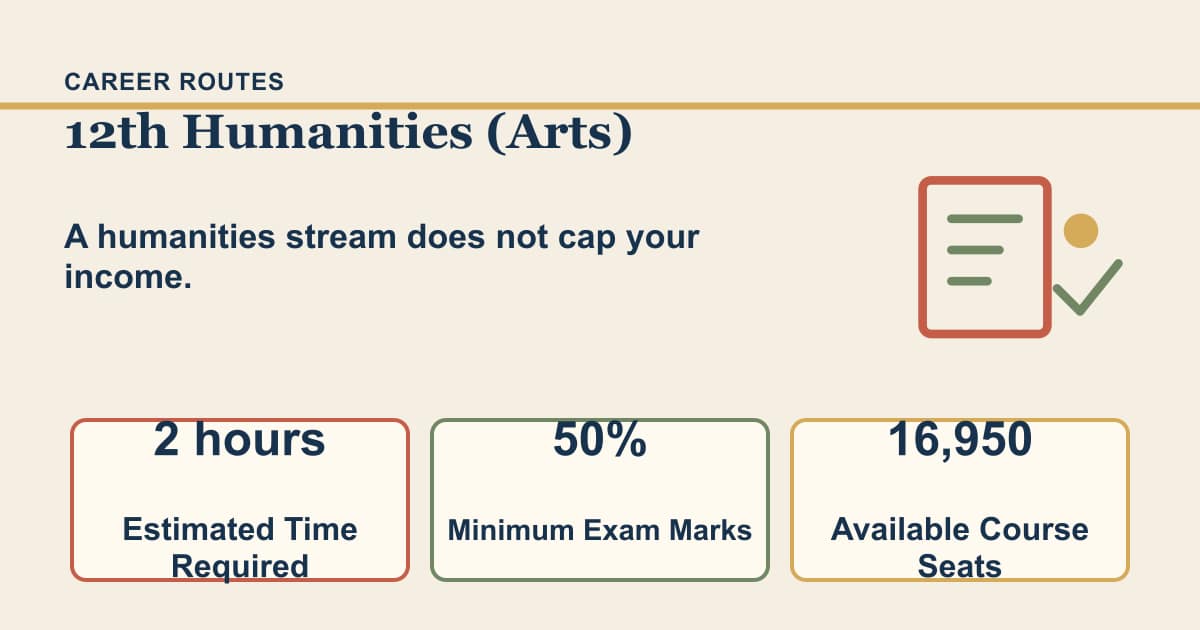 CAREER ROUTES
12th Humanities (Arts)
A humanities stream does not cap your
income.
2 hours
Estimated Time
Required
50%
Minimum Exam Marks
16,950
Available Course
Seats